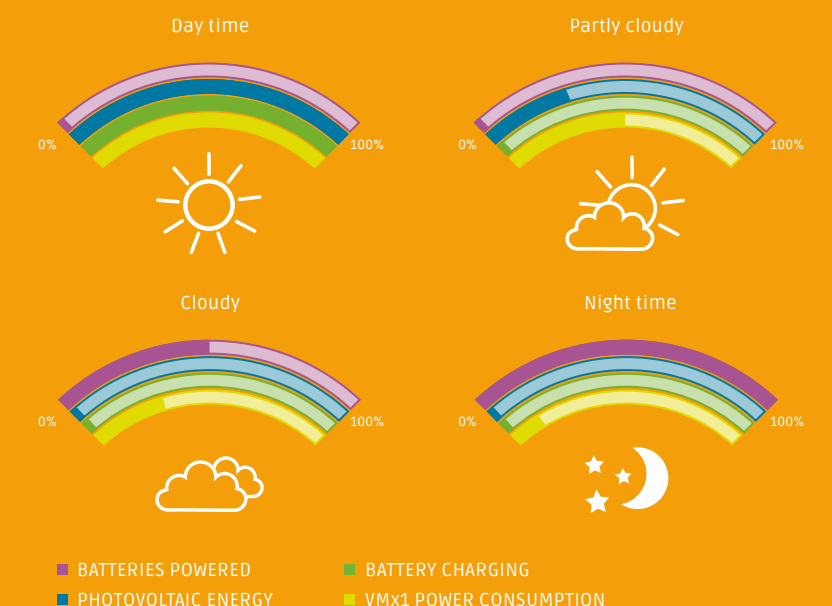 Day time
Partly cloudy
0%
100%
0%
100%
Cloudy
Night time
0%
100%
0%
100%
BATTERIES POWERED
BATTERY CHARGING
PHOTOVOLTAIC ENERGY
VMx1 POWER CONSUMPTION